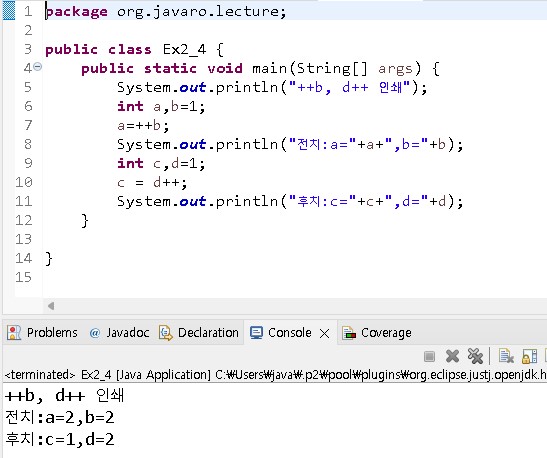 1 package org.javaro.lecture;
2
3 public class Ex2_4 {
4 public static void main(String[] args) {
5 System.out.println("++b, d++ 인쇄");
6 int a,b=1;
7 a=++b;
8 System.out.println("전치:a="+a+",b="+b);
9 int c,d=1;
10 c = d++;
11 System.out.println("후치:c="+c+",d="+d);
12 }
13
14 }
15
Problems @ Javadoc Declaration Console Coverage
<terminated> Ex2_4 [Java Application] C:₩Users₩java₩.p2₩pool₩plugins₩org.eclipse.justj.openjdk.h
++b, d++ 인쇄
전치:a=2,b=2
후치:c=1,d=2